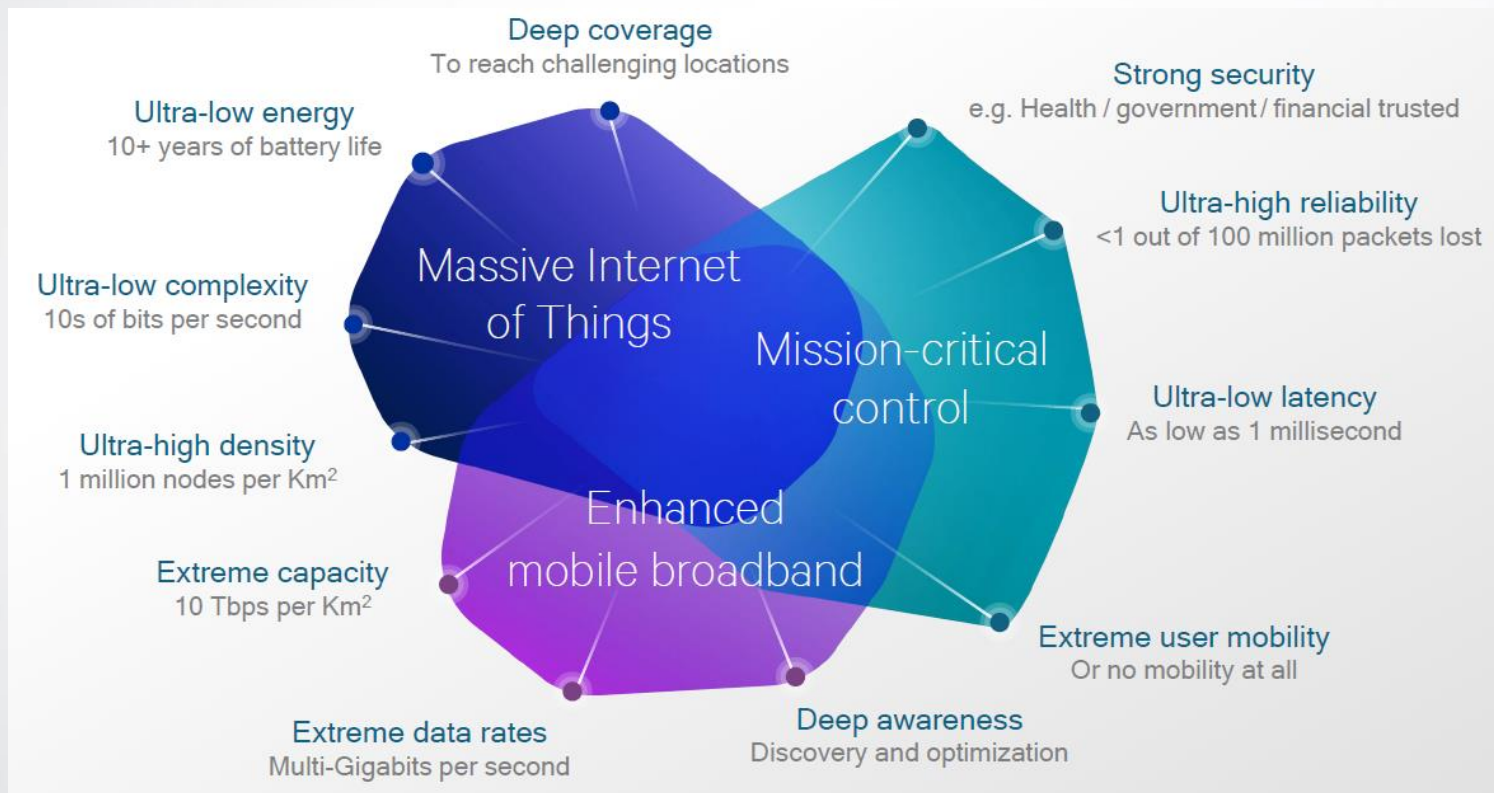 Deep coverage
To reach challenging locations
Strong security
e.g. Health / government / financial trusted
Ultra-low energy
10+ years of battery life
Ultra-high reliability
<1 out of 100 million packets lost
Massive Internet
of Things
Ultra-low complexity
10s of bits per second
Mission-critical
control
Ultra-low latency
As low as 1 millisecond
Ultra-high density
1 million nodes per Km²
Enhanced
mobile broadband
Extreme capacity
10 Tbps per Km²
Extreme user mobility
Or no mobility at all
Extreme data rates
Multi-Gigabits per second
Deep awareness
Discovery and optimization